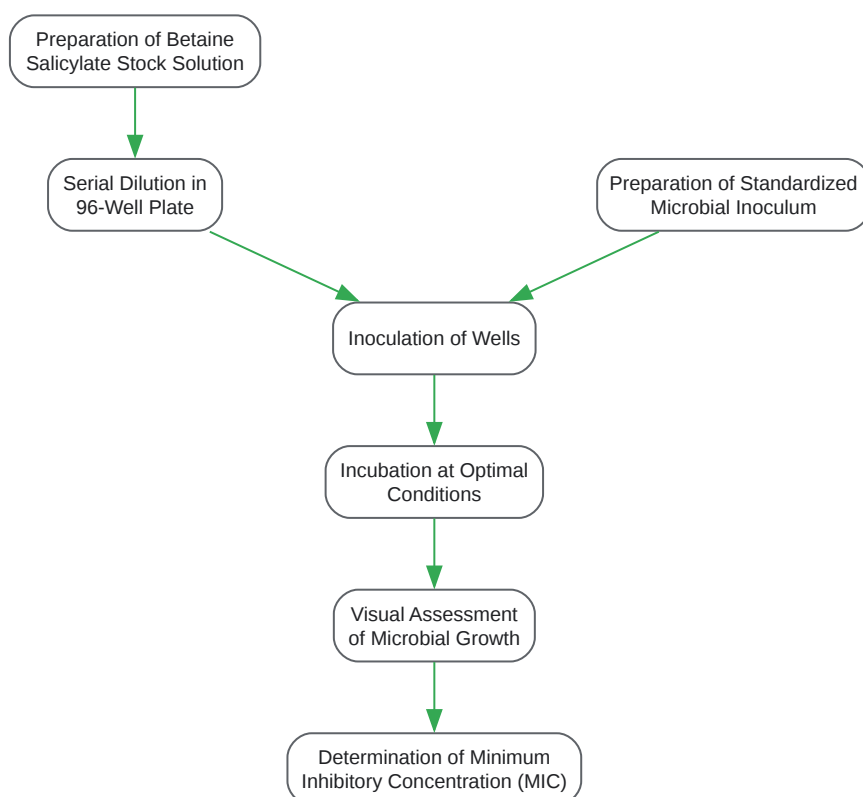 Preparation of Betaine
Salicylate Stock Solution
Serial Dilution in
96-Well Plate
Preparation of Standardized
Microbial Inoculum
Inoculation of Wells
Incubation at Optimal
Conditions
Visual Assessment
of Microbial Growth
Determination of Minimum
Inhibitory Concentration (MIC)